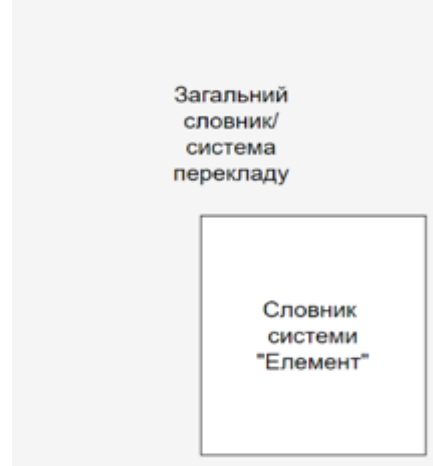 Загальний
словник/
система
перекладу
Словник
системи
"Елемент"